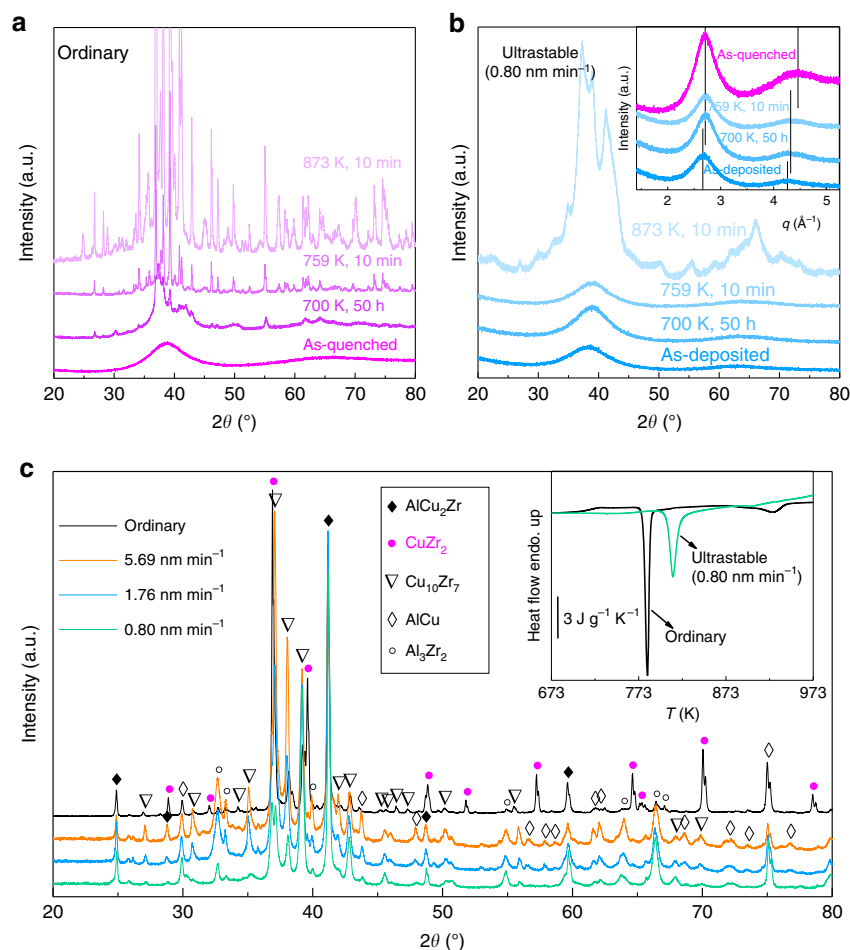 a
Ordinary
873 K, 10 min
759 K, 10 min
700 K, 50 h
As-quenched
Intensity (a.u.)
20 30 40 50 60 70 80
2θ (°)
b
Ultrastable
(0.80 nm min⁻¹)
As-quenched
759 K, 10 min
700 K, 50 h
As-deposited
Intensity (a.u.)
2 3 4 5
q (Å⁻¹)
873 K, 10 min
759 K, 10 min
700 K, 50 h
As-deposited
Intensity (a.u.)
20 30 40 50 60 70 80
2θ (°)
c
Ordinary
5.69 nm min⁻¹
1.76 nm min⁻¹
0.80 nm min⁻¹
AlCu₂Zr
CuZr₂
Cu₁₀Zr₇
AlCu
Al₃Zr₂
Heat flow endo. up
Ultrastable
(0.80 nm min⁻¹)
3 J g⁻¹ K⁻¹
Ordinary
673 773 873 973
T (K)
Intensity (a.u.)
20 30 40 50 60 70 80
2θ (°)